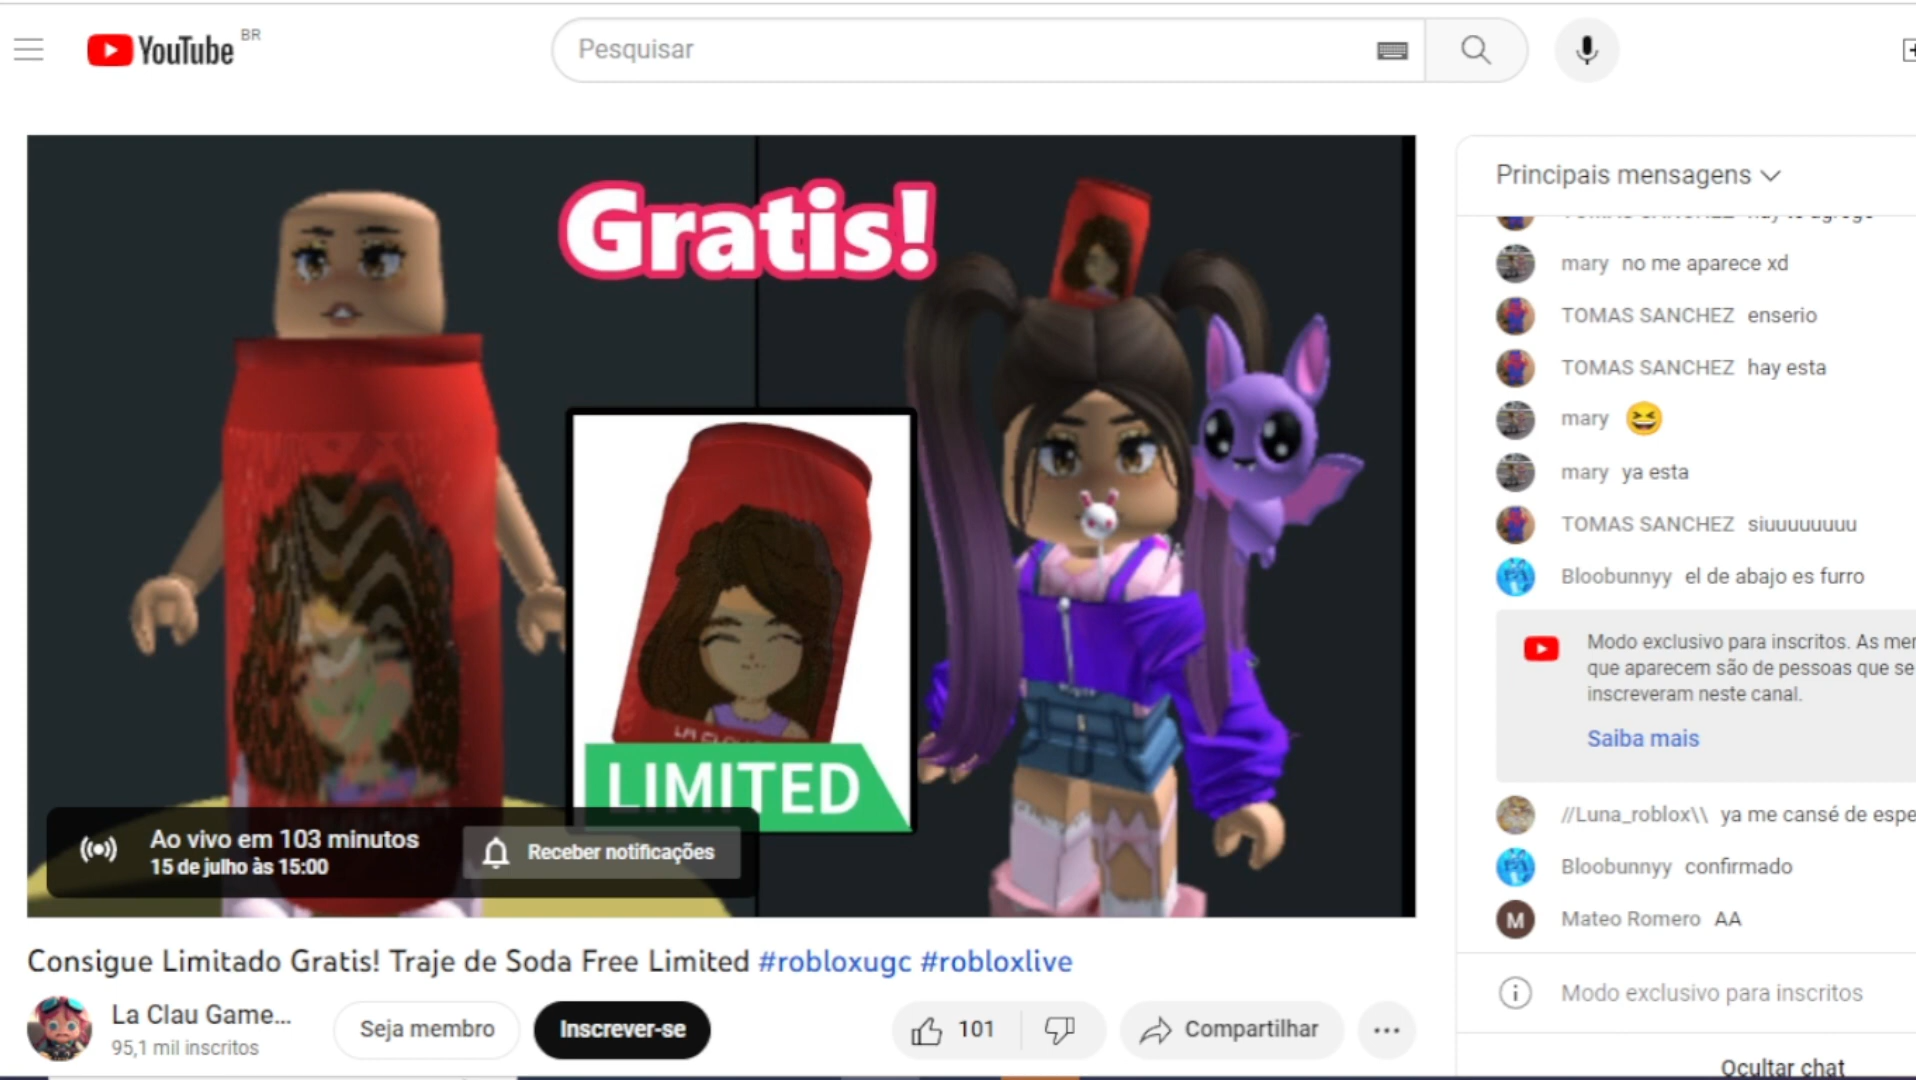 YouTube BR
Pesquisar
Gratis!
LIMITED
Ao vivo em 103 minutos
15 de julho às 15:00
Receber notificações
Consigue Limitado Gratis! Traje de Soda Free Limited #robloxugc #robloxlive
La Clau Game...
95,1 mil inscritos
Seja membro
Inscrever-se
101
Compartilhar
Principais mensagens
mary no me aparece xd
TOMAS SANCHEZ enserio
TOMAS SANCHEZ hay esta
mary 😆
mary ya esta
TOMAS SANCHEZ siuuuuuuuu
Bloobunnyy el de abajo es furro
Modo exclusivo para inscritos. As
que aparecem são de pessoas que se
inscreveram neste canal.
Saiba mais
//Luna_roblox\\ ya me cansé de
Bloobunnyy confirmado
M Mateo Romero AA
Modo exclusivo para inscritos
Ocultar chat